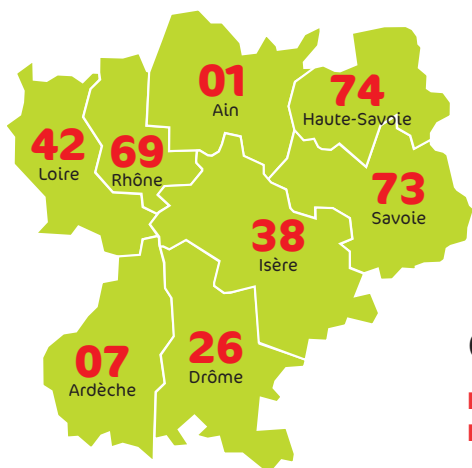 01
Ain
74
Haute-Savoie
42
Loire
69
Rhône
73
Savoie
38
Isère
07
Ardèche
26
Drôme